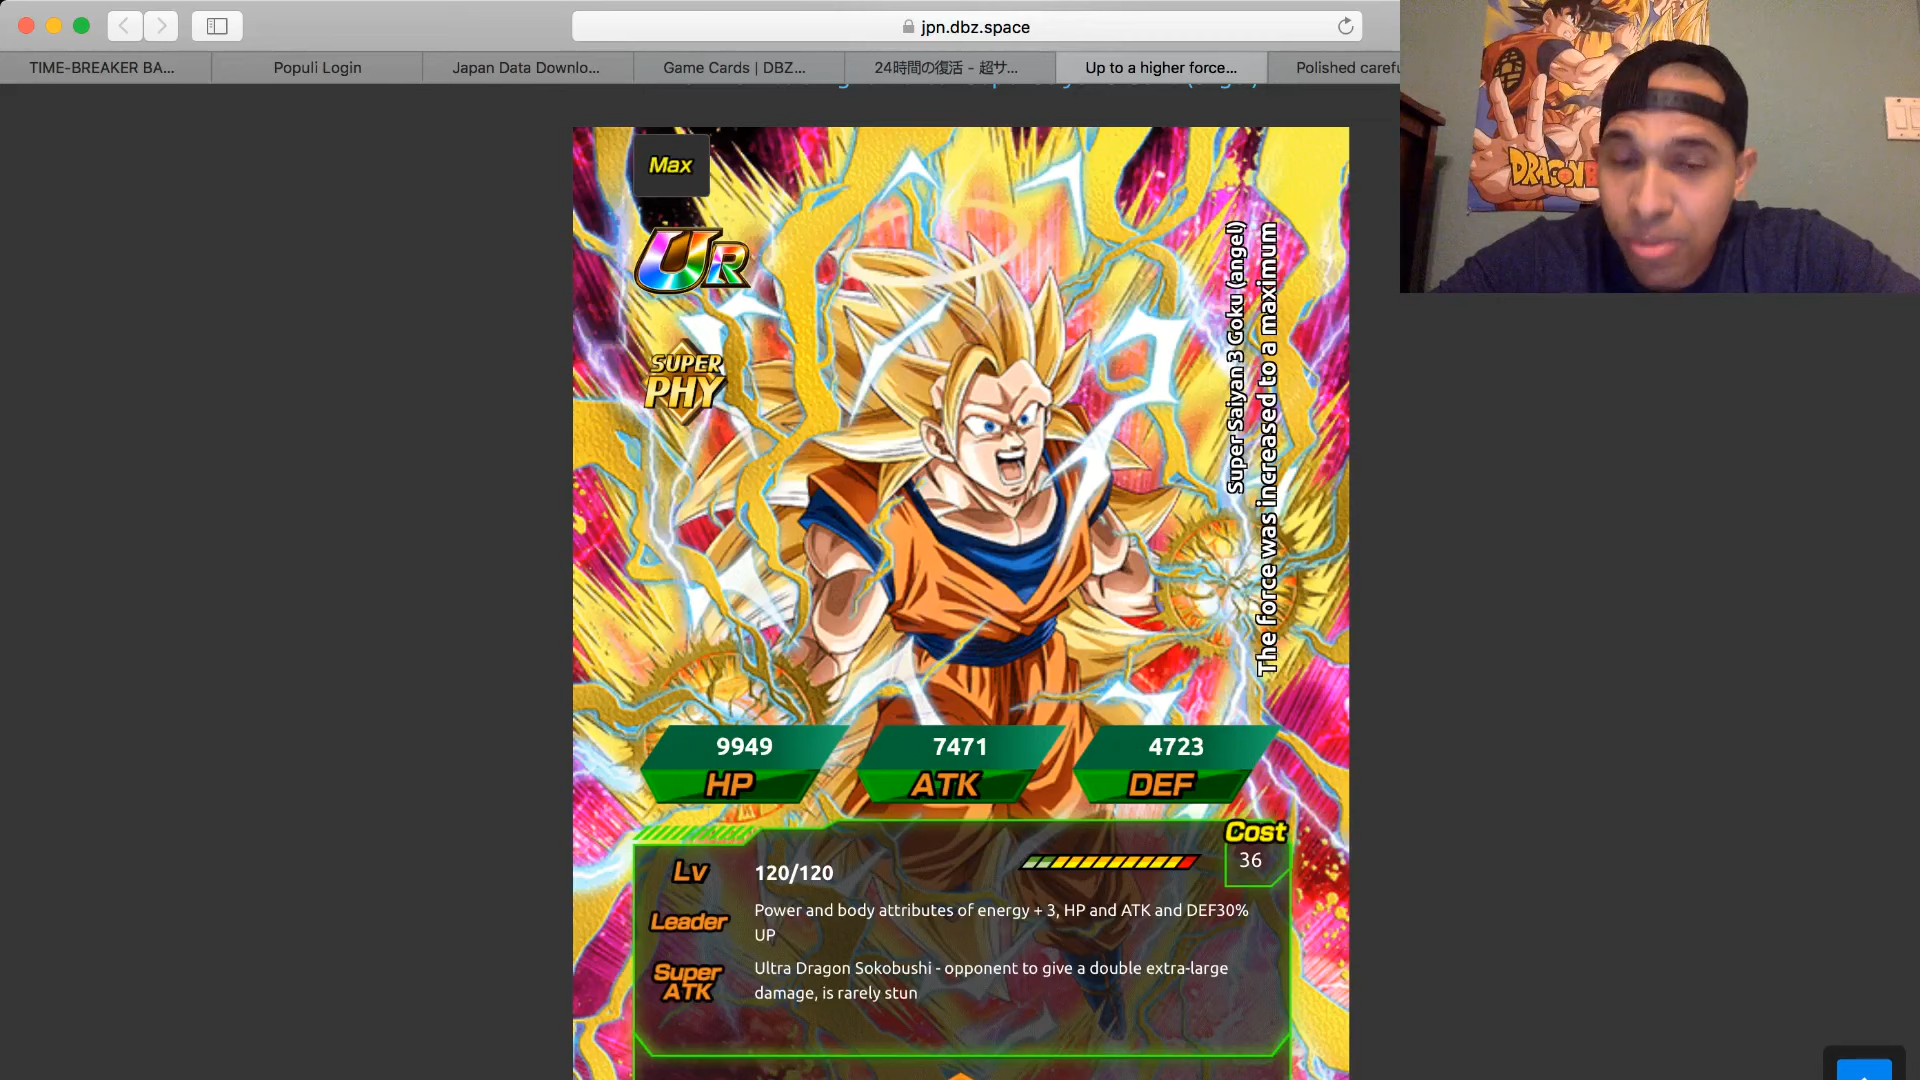 jpn.dbz.space
TIME-BREAKER BA...
Populi Login
Japan Data Downlo...
Game Cards | DBZ...
24時間の復活 - 超サ...
Up to a higher force...
Polished carefu
Max
UR
SUPER
PHY
Super Saiyan 3 Goku (angel)
The force was increased to a maximum
DRAGON
9949
HP
7471
ATK
4723
DEF
Cost
36
Lv
120/120
Leader
Power and body attributes of energy + 3, HP and ATK and DEF30%
UP
Super
ATK
Ultra Dragon Sokobushi - opponent to give a double extra-large
damage, is rarely stun